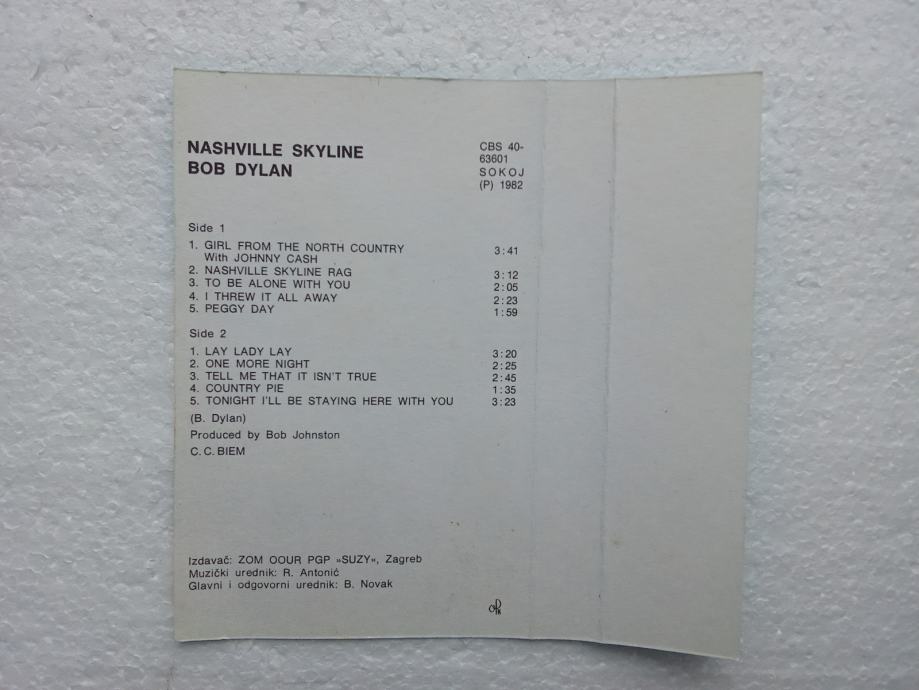 NASHVILLE SKYLINE
BOB DYLAN
CBS 40-
63601
SOKOJ
(P) 1982
Side 1
1. GIRL FROM THE NORTH COUNTRY 3:41
With JOHNNY CASH
2. NASHVILLE SKYLINE RAG 3:12
3. TO BE ALONE WITH YOU 2:05
4. I THREW IT ALL AWAY 2:23
5. PEGGY DAY 1:59
Side 2
1. LAY LADY LAY 3:20
2. ONE MORE NIGHT 2:25
3. TELL ME THAT IT ISN'T TRUE 2:45
4. COUNTRY PIE 1:35
5. TONIGHT I'LL BE STAYING HERE WITH YOU 3:23
(B. Dylan)
Produced by Bob Johnston
C.C. BIEM
Izdavač: ZOM OOUR PGP »SUZY«, Zagreb
Muzički urednik: R. Antonić
Glavni i odgovorni urednik: B. Novak